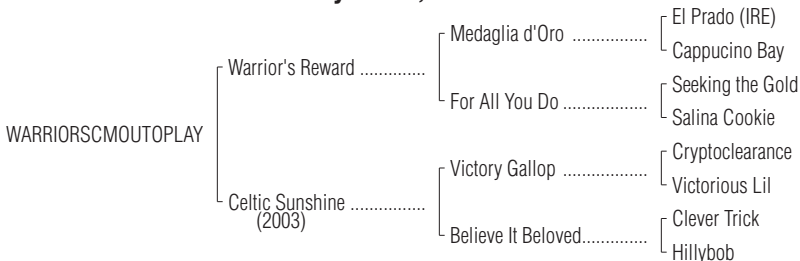 El Prado (IRE)
Medaglia d'Oro ................
Cappucino Bay
Warrior's Reward ..............
Seeking the Gold
For All You Do ..................
Salina Cookie
WARRIORSCMOUTOPLAY
Cryptoclearance
Victory Gallop ..................
Victorious Lil
Celtic Sunshine ................
(2003)
Clever Trick
Believe It Beloved..............
Hillybob